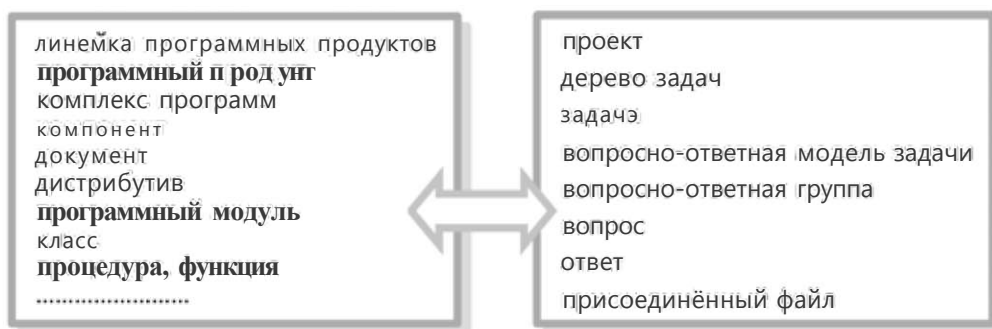 линейка программных продуктов
программный п род унт
комплекс программ
компонент
документ
дистрибутив
программный модуль
класс
процедура, функция
..........................
проект
дерево задач
задачэ
вопросно-ответная модель задачи
вопросно-ответная группа
вопрос
ответ
присоединённый файл